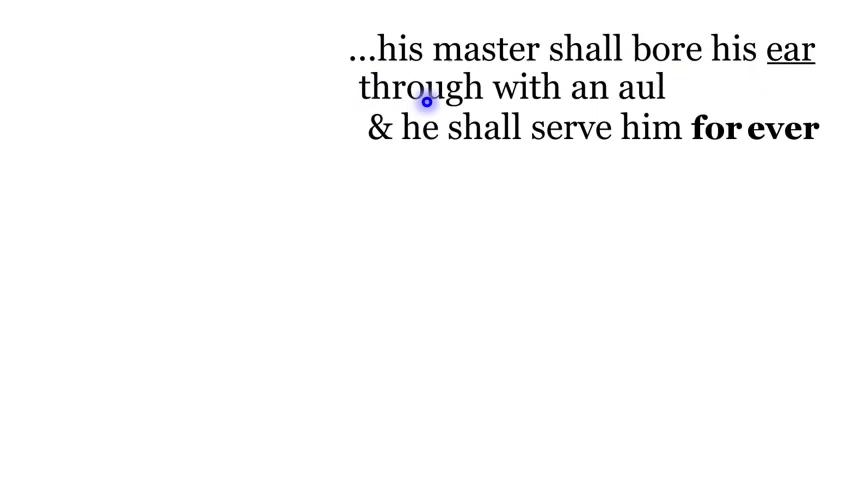 ...his master shall bore his ear
through with an aul
& he shall serve him for ever